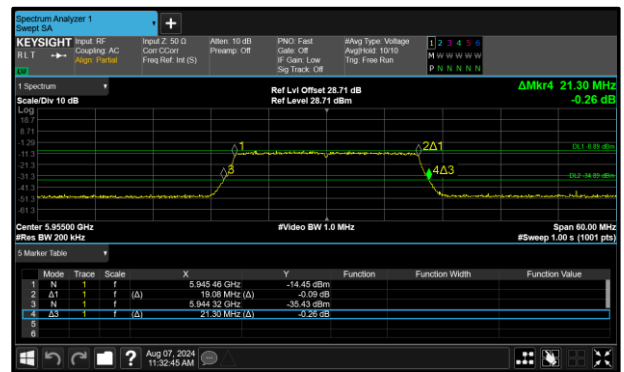 Spectrum Analyzer 1
Swept SA
+
KEYSIGHT Input: RF Input Z: 50 Ω Atten: 10 dB PNO: Fast #Avg Type: Voltage 1 2 3 4 5 6
RLT Coupling: AC Corr CCorr Preamp: Off Gate: Off Avg|Hold: 10/10 M W W W W W
Align: Partial Freq Ref: Int (S) IF Gain: Low Trig: Free Run P N N N N N
Sig Track: Off
1 Spectrum Ref Lvl Offset 28.71 dB ΔMkr4 21.30 MHz
Scale/Div 10 dB Ref Level 28.71 dBm -0.26 dB
Log
18.7
8.71
-1.29 1 2Δ1 DL1 -8.89 dBm
-11.3
-21.3 3 4Δ3
-31.3 DL2 -34.89 dBm
-41.3
-51.3
-61.3
Center 5.95500 GHz #Video BW 1.0 MHz Span 60.00 MHz
#Res BW 200 kHz #Sweep 1.00 s (1001 pts)
5 Marker Table
Mode Trace Scale X Y Function Function Width Function Value
1 N 1 f 5.945 46 GHz -14.45 dBm
2 Δ1 1 f (Δ) 19.08 MHz (Δ) -0.09 dB
3 N 1 f 5.944 32 GHz -35.43 dBm
4 Δ3 1 f (Δ) 21.30 MHz (Δ) -0.26 dB
5
6
? Aug 07, 2024
11:32:45 AM